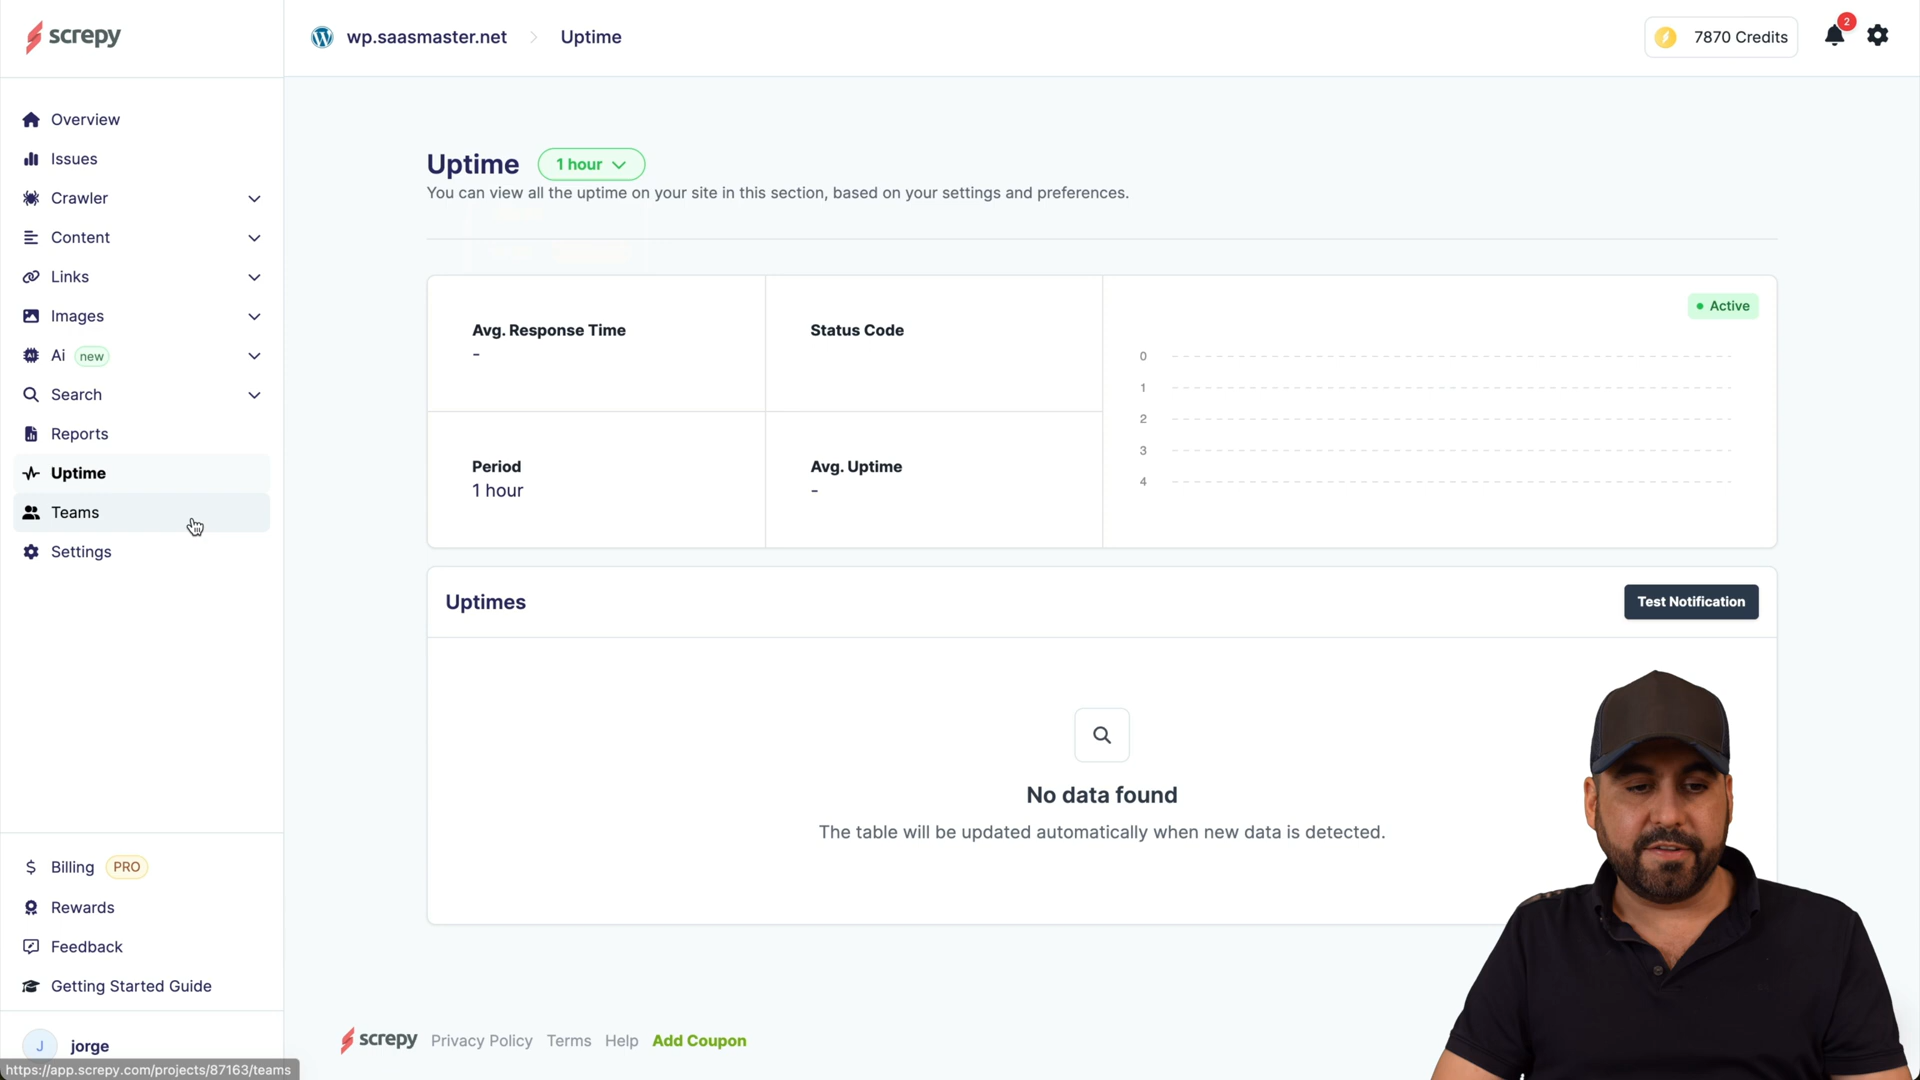 screpy
wp.saasmaster.net
Uptime
7870 Credits
2
Overview
Issues
Crawler
Content
Links
Images
Ai new
Search
Reports
Uptime
Teams
Settings
Billing PRO
Rewards
Feedback
Getting Started Guide
J jorge
https://app.screpy.com/projects/87163/teams
Uptime 1 hour
You can view all the uptime on your site in this section, based on your settings and preferences.
Avg. Response Time
-
Status Code
Period
1 hour
Avg. Uptime
-
Active
0
1
2
3
4
Uptimes
Test Notification
No data found
The table will be updated automatically when new data is detected.
screpy Privacy Policy Terms Help Add Coupon